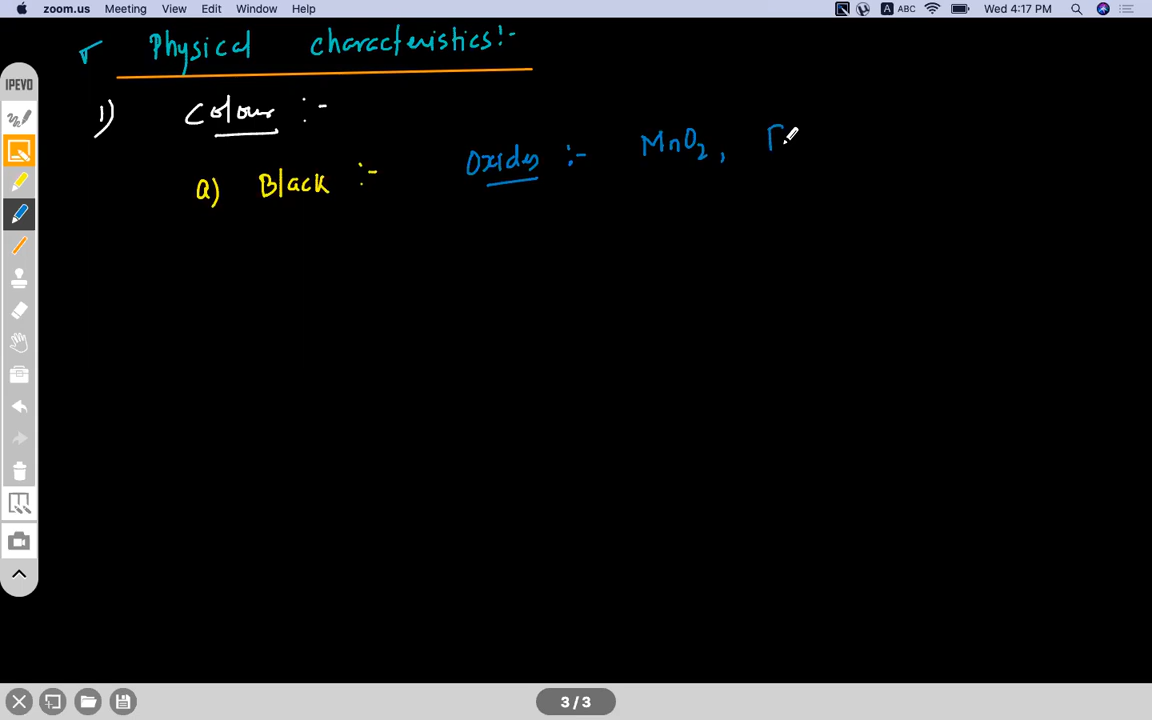 zoom.us Meeting View Edit Window Help A ABC Wed 4:17 PM
Physical characteristics:-
IPEVO
1) Colour :-
Oxides :- MnO2,
a) Black :-
3/3